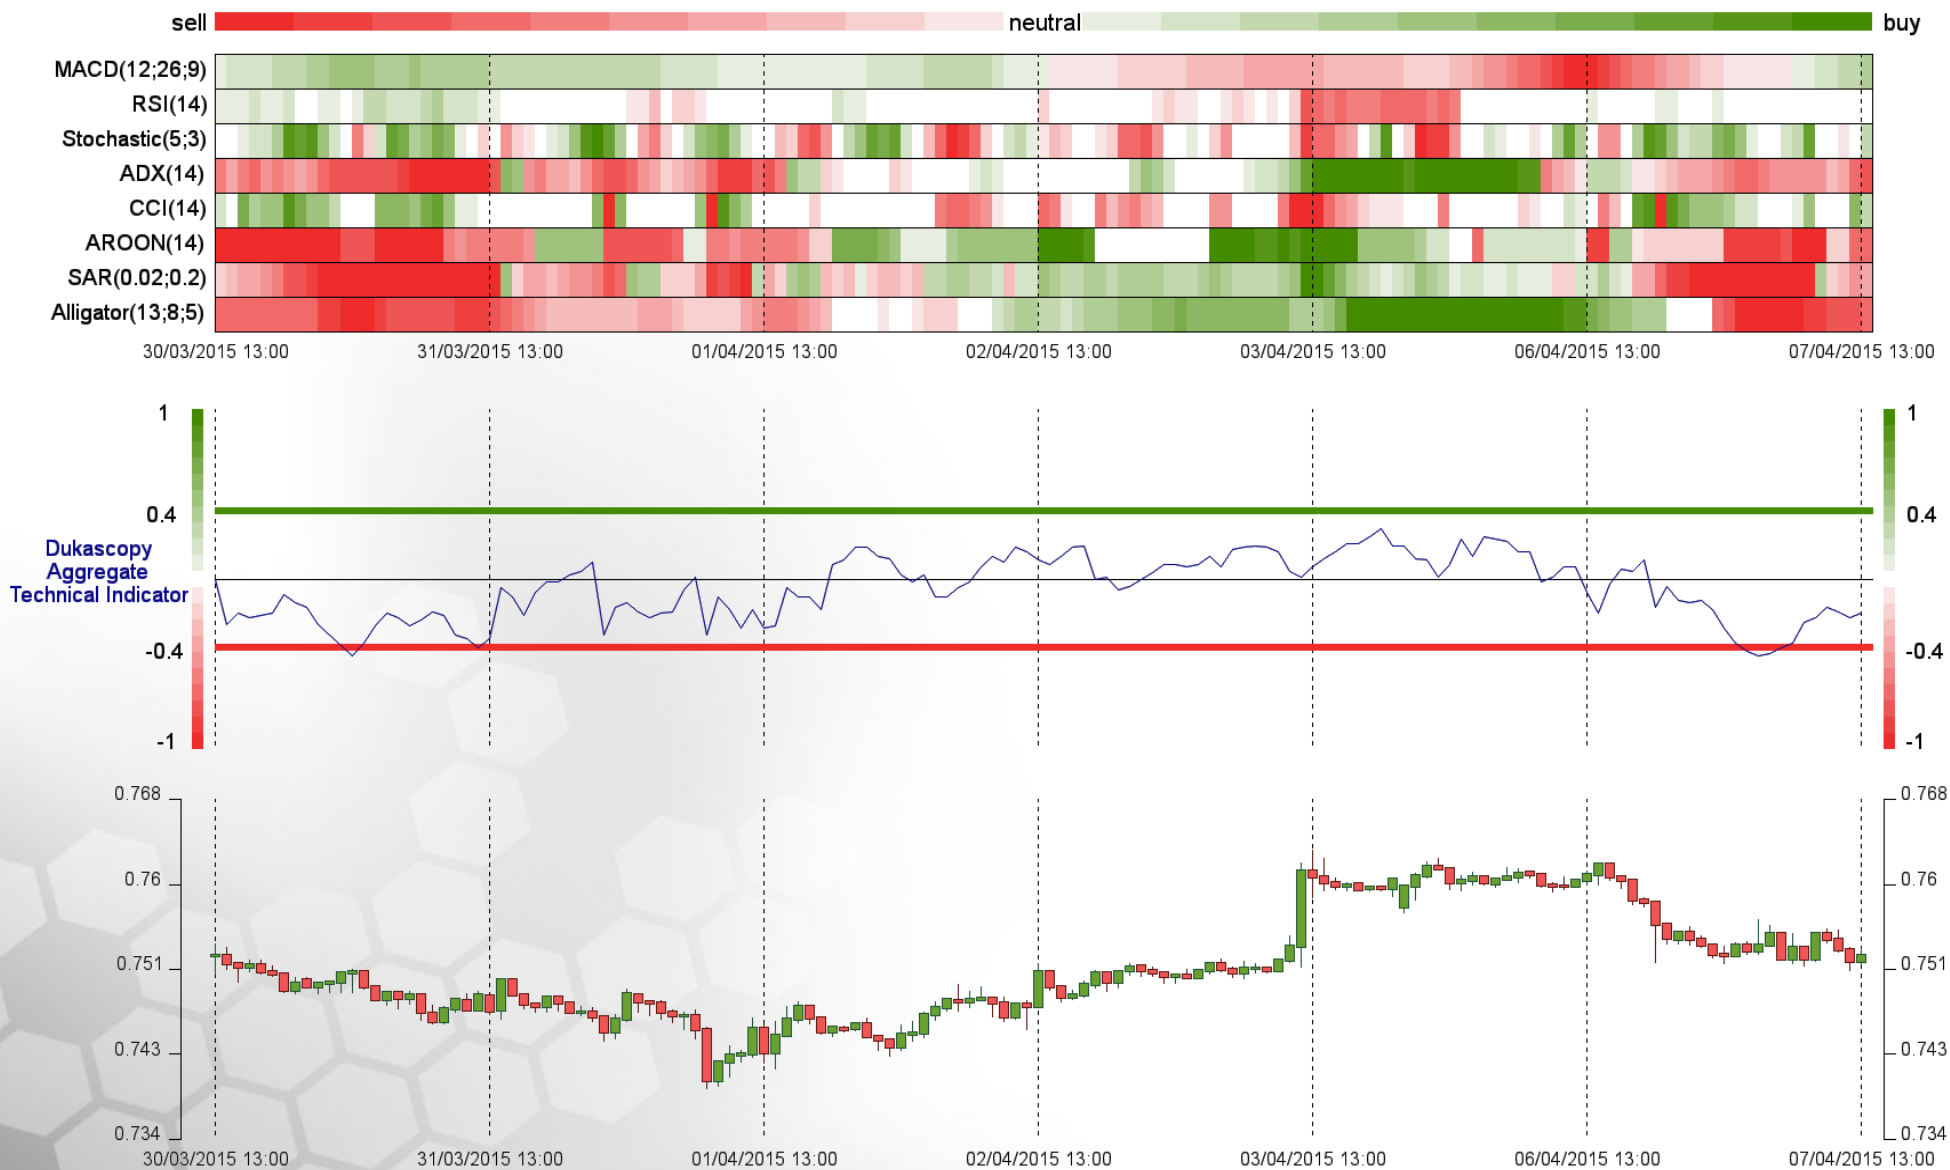 sell neutral buy
MACD(12;26;9)
RSI(14)
Stochastic(5;3)
ADX(14)
CCI(14)
AROON(14)
SAR(0.02;0.2)
Alligator(13;8;5)
30/03/2015 13:00 31/03/2015 13:00 01/04/2015 13:00 02/04/2015 13:00 03/04/2015 13:00 06/04/2015 13:00 07/04/2015 13:00
1 1
0.4 0.4
Dukascopy
Aggregate
Technical Indicator
-0.4 -0.4
-1 -1
0.768 0.768
0.76 0.76
0.751 0.751
0.743 0.743
0.734 0.734
30/03/2015 13:00 31/03/2015 13:00 01/04/2015 13:00 02/04/2015 13:00 03/04/2015 13:00 06/04/2015 13:00 07/04/2015 13:00